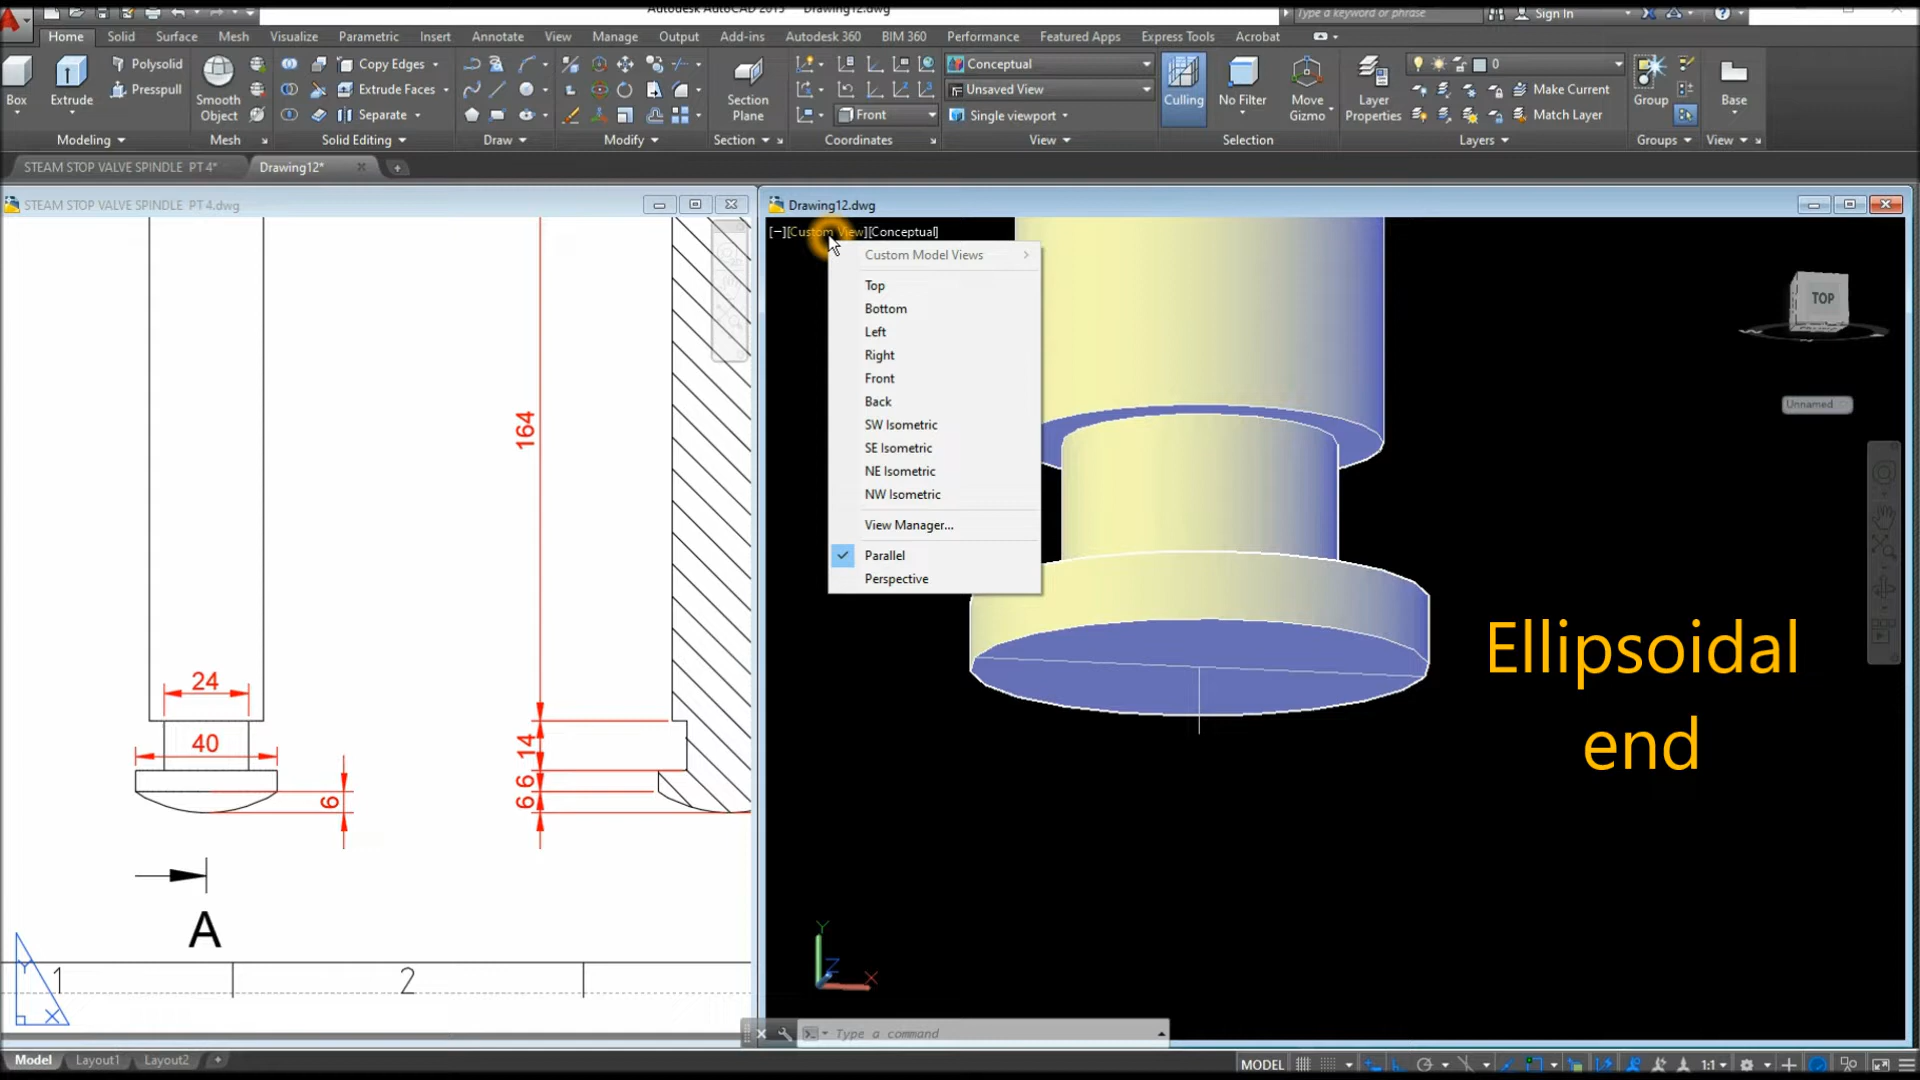 Autodesk AutoCAD 2015 Drawing12.dwg
Type a keyword or phrase
Sign In
Home Solid Surface Mesh Visualize Parametric Insert Annotate View Manage Output Add-ins Autodesk 360 BIM 360 Performance Featured Apps Express Tools Acrobat
Polysolid
Presspull
Box
Extrude
Smooth Object
Copy Edges
Extrude Faces
Separate
Section Plane
Front
Conceptual
Unsaved View
Single viewport
Culling
No Filter
Move Gizmo
Layer Properties
0
Make Current
Match Layer
Group
Base
Modeling
Mesh
Solid Editing
Draw
Modify
Section
Coordinates
View
Selection
Layers
Groups
View
STEAM STOP VALVE SPINDLE PT 4*
Drawing12*
STEAM STOP VALVE SPINDLE PT 4.dwg
Drawing12.dwg
[−][Custom View][Conceptual]
Custom Model Views
Top
Bottom
Left
Right
Front
Back
SW Isometric
SE Isometric
NE Isometric
NW Isometric
View Manager...
Parallel
Perspective
TOP
Unnamed
164
24
40
14
6
6
6
A
1
2
Y
X
Ellipsoidal
end
Y
Z
X
Type a command
Model
Layout1
Layout2
MODEL
1:1